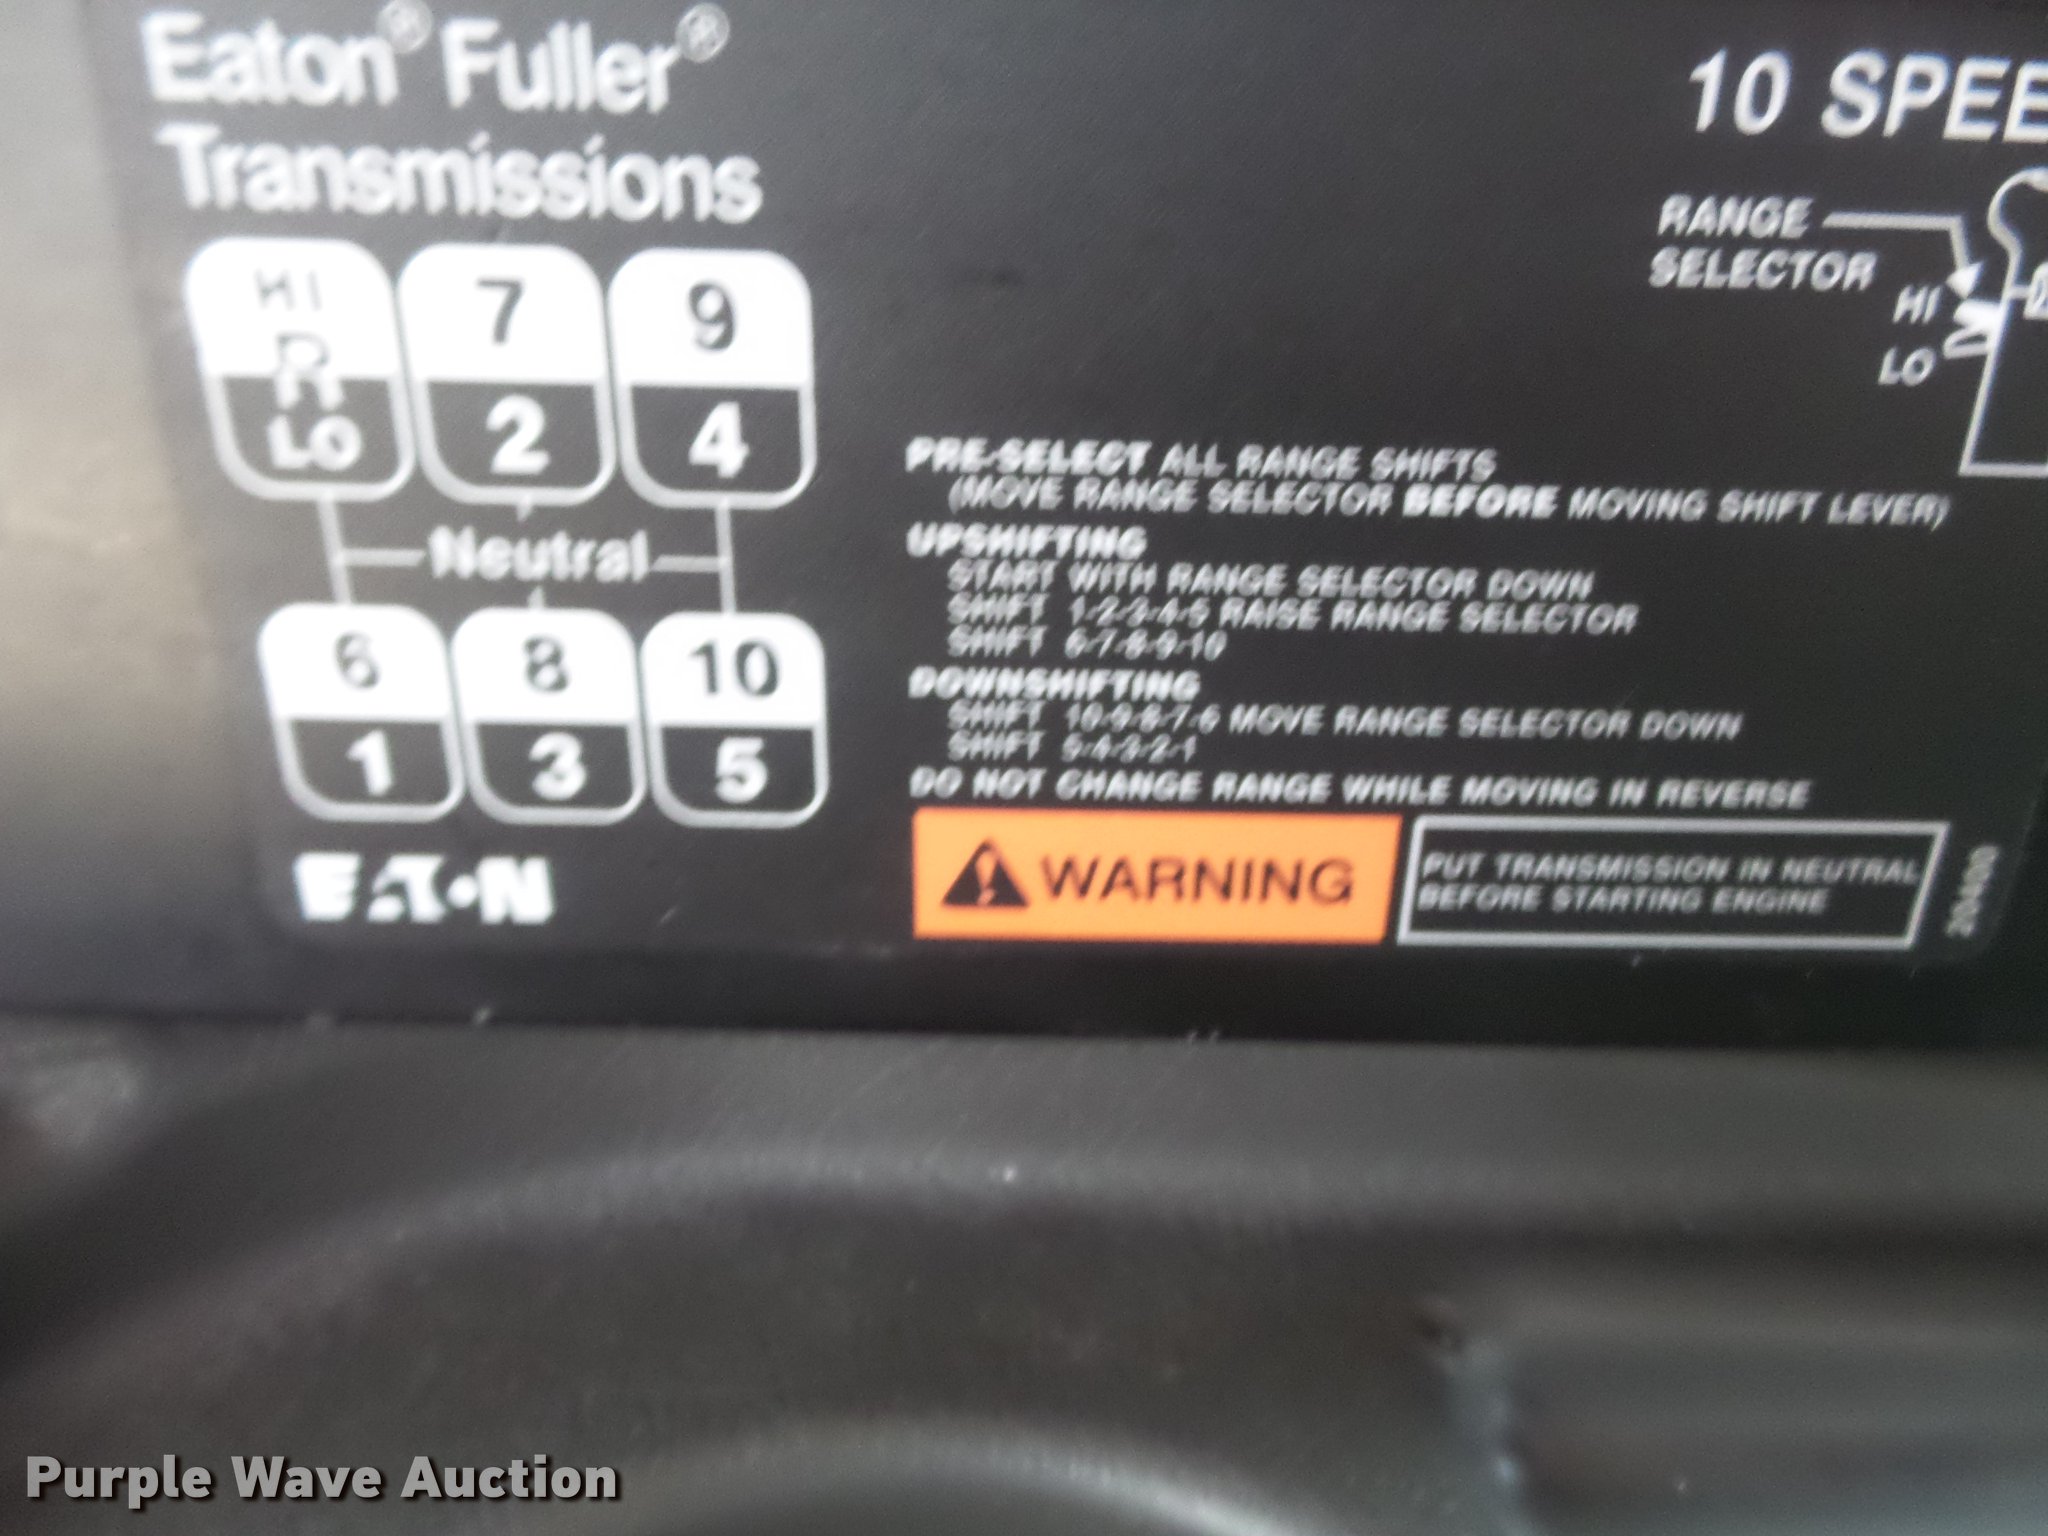 Eaton® Fuller®
Transmissions
10 SPEE
RANGE
SELECTOR
HI
LO
HI 7 9
R
LO 2 4
Neutral
6 8 10
1 3 5
EATON
PRE-SELECT ALL RANGE SHIFTS
(MOVE RANGE SELECTOR BEFORE MOVING SHIFT LEVER)
UPSHIFTING
START WITH RANGE SELECTOR DOWN
SHIFT 1-2-3-4-5 RAISE RANGE SELECTOR
SHIFT 6-7-8-9-10
DOWNSHIFTING
SHIFT 10-9-8-7-6 MOVE RANGE SELECTOR DOWN
SHIFT 5-4-3-2-1
DO NOT CHANGE RANGE WHILE MOVING IN REVERSE
WARNING
PUT TRANSMISSION IN NEUTRAL
BEFORE STARTING ENGINE
Purple Wave Auction